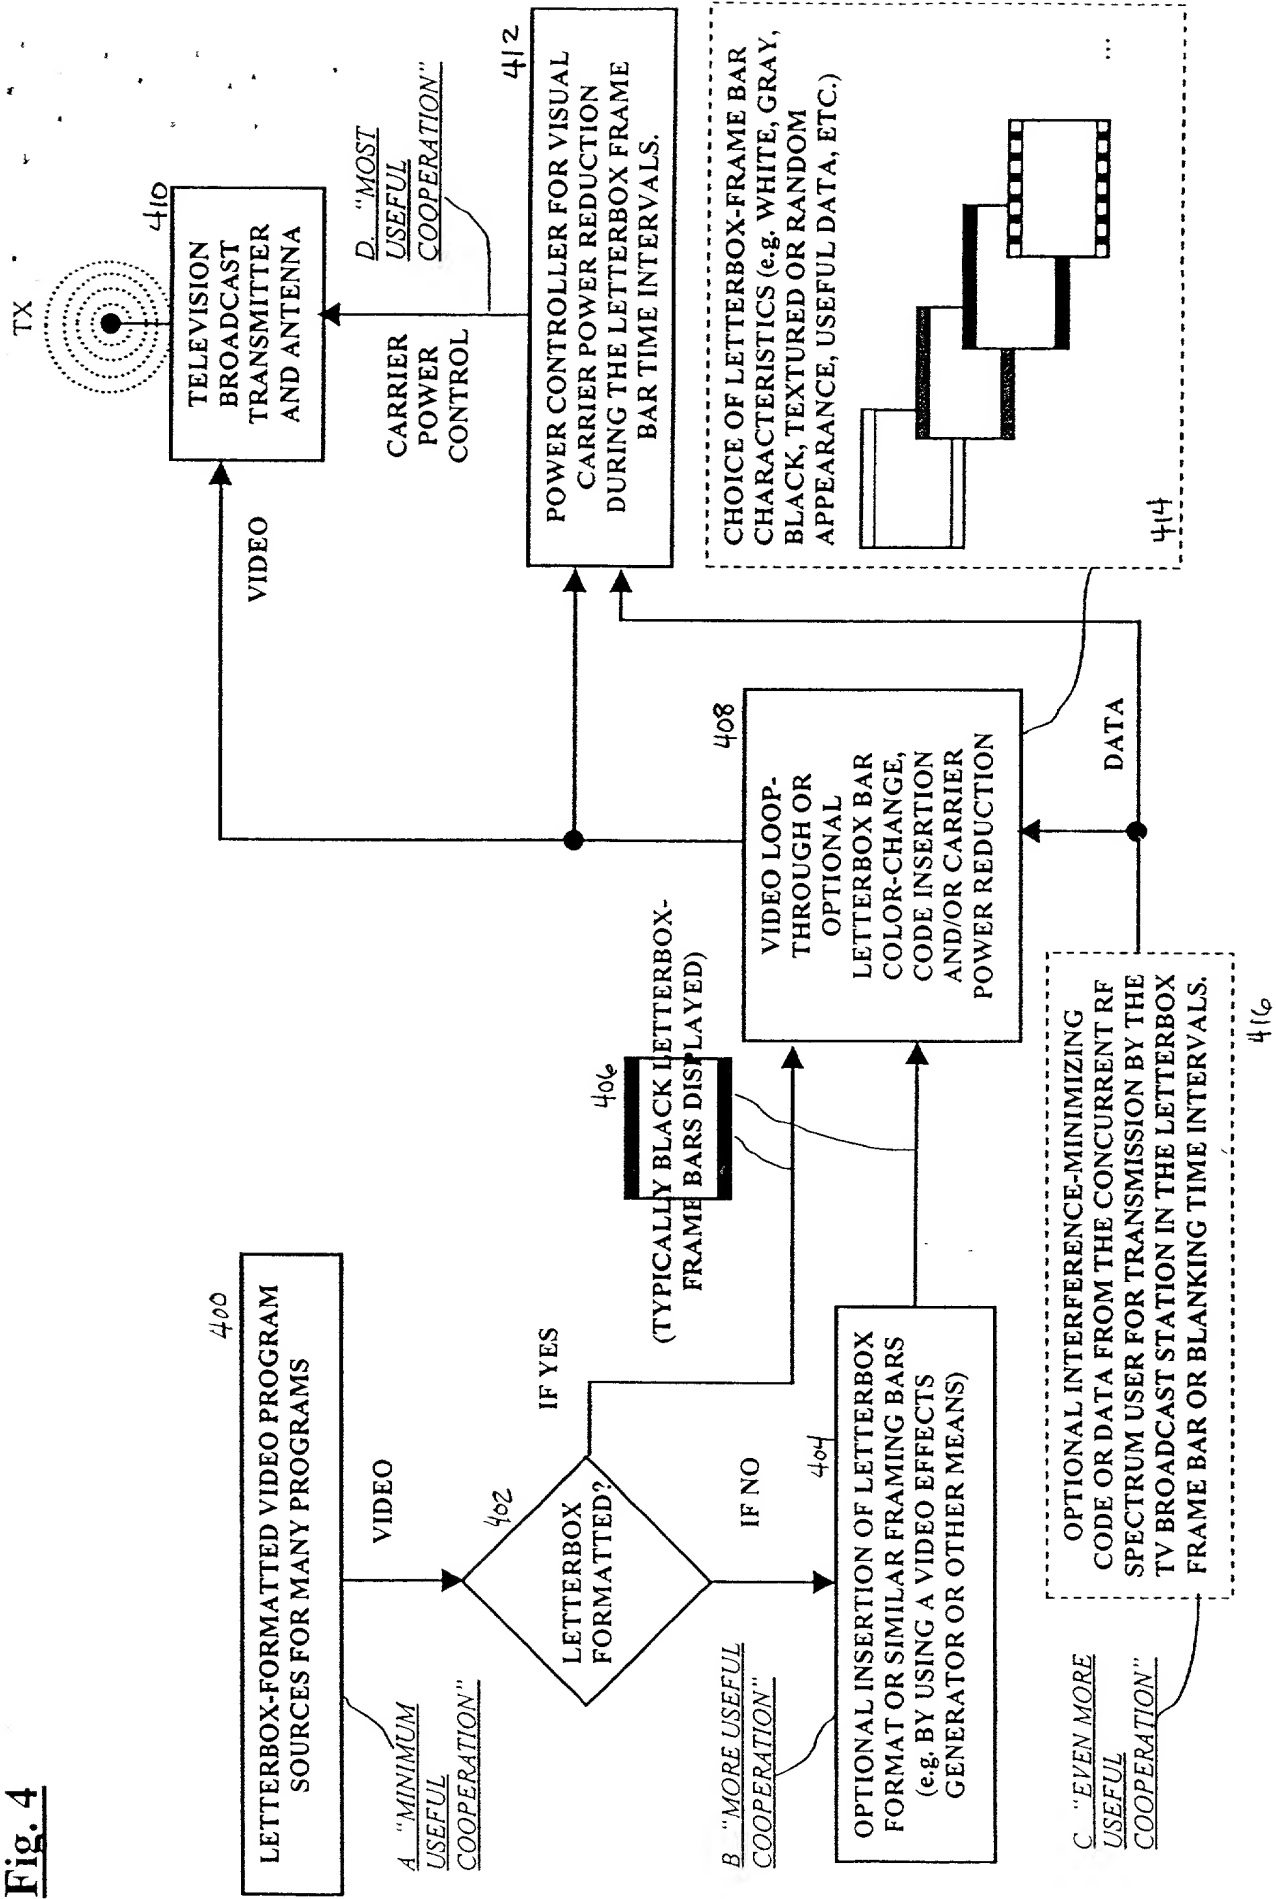 Fig. 4
400
LETTERBOX-FORMATTED VIDEO PROGRAM
SOURCES FOR MANY PROGRAMS
A "MINIMUM
USEFUL
COOPERATION"
VIDEO
402
LETTERBOX
FORMATTED?
IF YES
IF NO
B "MORE USEFUL
COOPERATION"
404
OPTIONAL INSERTION OF LETTERBOX
FORMAT OR SIMILAR FRAMING BARS
(e.g. BY USING A VIDEO EFFECTS
GENERATOR OR OTHER MEANS)
406
(TYPICALLY BLACK LETTERBOX-
FRAME BARS DISPLAYED)
408
VIDEO LOOP-
THROUGH OR
OPTIONAL
LETTERBOX BAR
COLOR-CHANGE,
CODE INSERTION
AND/OR CARRIER
POWER REDUCTION
VIDEO
TX
410
TELEVISION
BROADCAST
TRANSMITTER
AND ANTENNA
CARRIER
POWER
CONTROL
D. "MOST
USEFUL
COOPERATION"
412
POWER CONTROLLER FOR VISUAL
CARRIER POWER REDUCTION
DURING THE LETTERBOX FRAME
BAR TIME INTERVALS.
CHOICE OF LETTERBOX-FRAME BAR
CHARACTERISTICS (e.g. WHITE, GRAY,
BLACK, TEXTURED OR RANDOM
APPEARANCE, USEFUL DATA, ETC.)
...
414
DATA
C "EVEN MORE
USEFUL
COOPERATION"
OPTIONAL INTERFERENCE-MINIMIZING
CODE OR DATA FROM THE CONCURRENT RF
SPECTRUM USER FOR TRANSMISSION BY THE
TV BROADCAST STATION IN THE LETTERBOX
FRAME BAR OR BLANKING TIME INTERVALS.
416